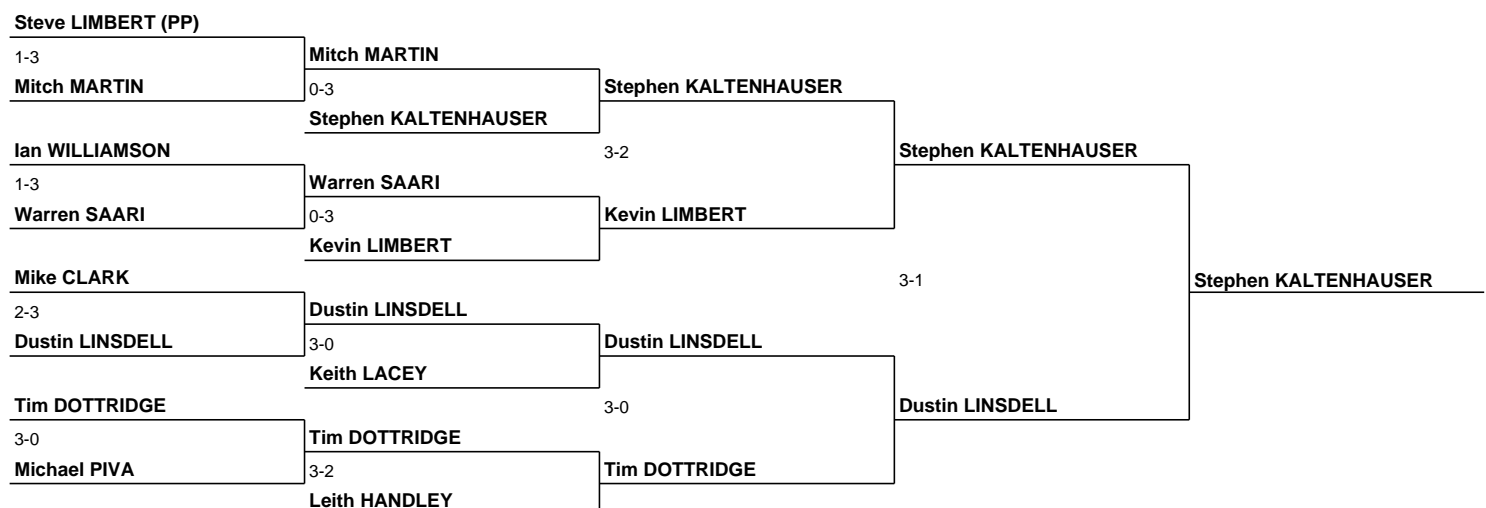 Steve LIMBERT (PP)
1-3
Mitch MARTIN
Ian WILLIAMSON
1-3
Warren SAARI
Mike CLARK
2-3
Dustin LINSDELL
Tim DOTTRIDGE
3-0
Michael PIVA
Mitch MARTIN
0-3
Stephen KALTENHAUSER
Warren SAARI
0-3
Kevin LIMBERT
Dustin LINSDELL
3-0
Keith LACEY
Tim DOTTRIDGE
3-2
Leith HANDLEY
Stephen KALTENHAUSER
3-2
Kevin LIMBERT
Dustin LINSDELL
3-0
Tim DOTTRIDGE
Stephen KALTENHAUSER
3-1
Dustin LINSDELL
Stephen KALTENHAUSER